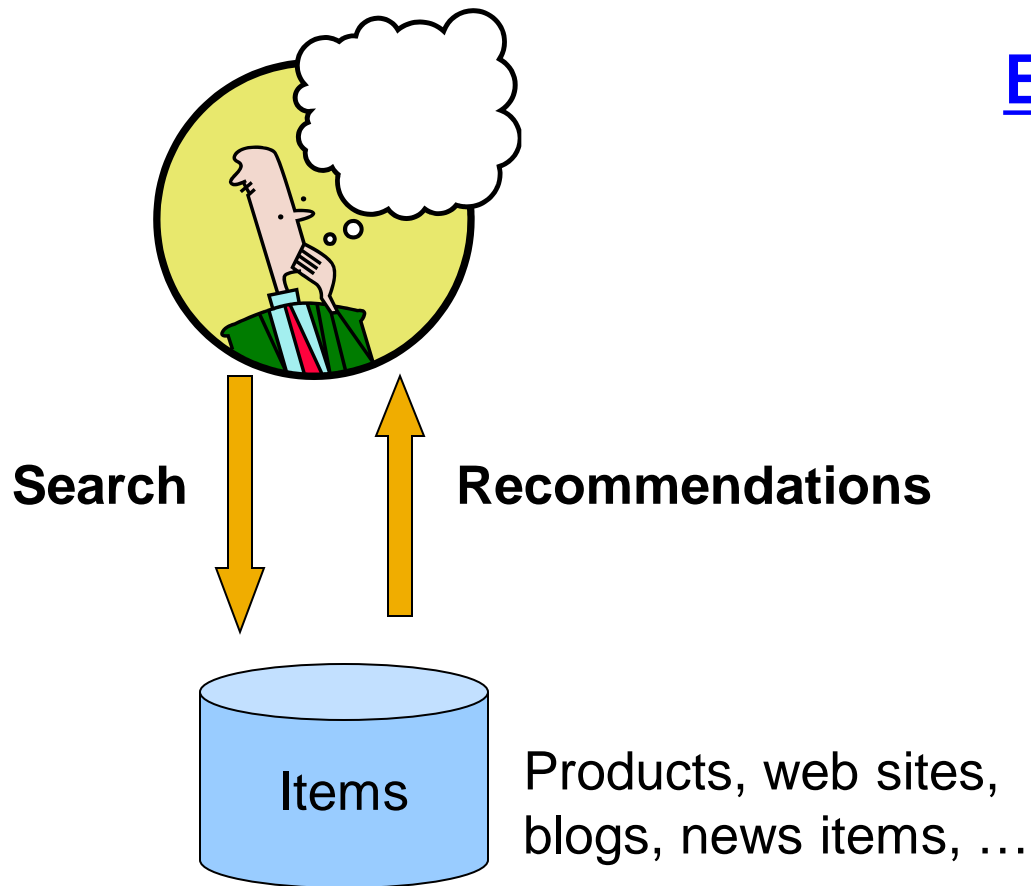 Search
Recommendations
Items
Products, web sites,
blogs, news items, …